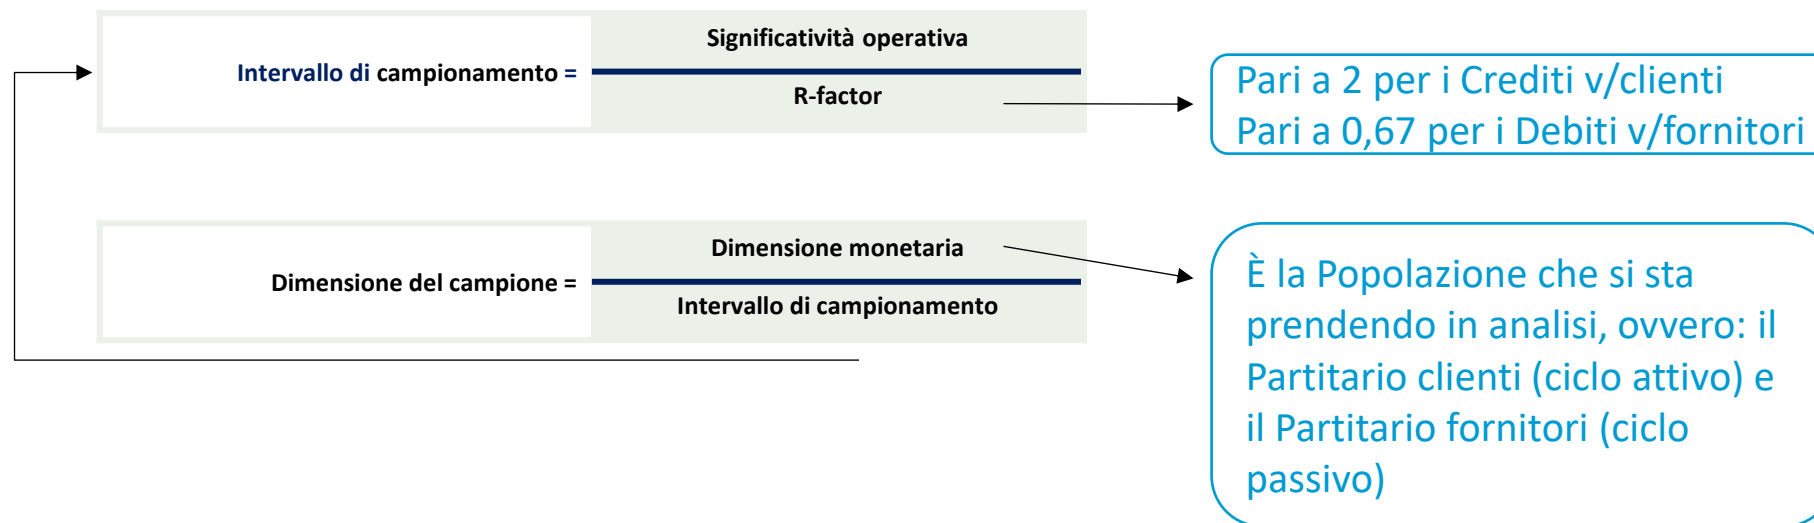 Significatività operativa
Intervallo di campionamento =
R-factor
Pari a 2 per i Crediti v/clienti
Pari a 0,67 per i Debiti v/fornitori
Dimensione monetaria
Dimensione del campione =
Intervallo di campionamento
È la Popolazione che si sta
prendendo in analisi, ovvero: il
Partitario clienti (ciclo attivo) e
il Partitario fornitori (ciclo
passivo)